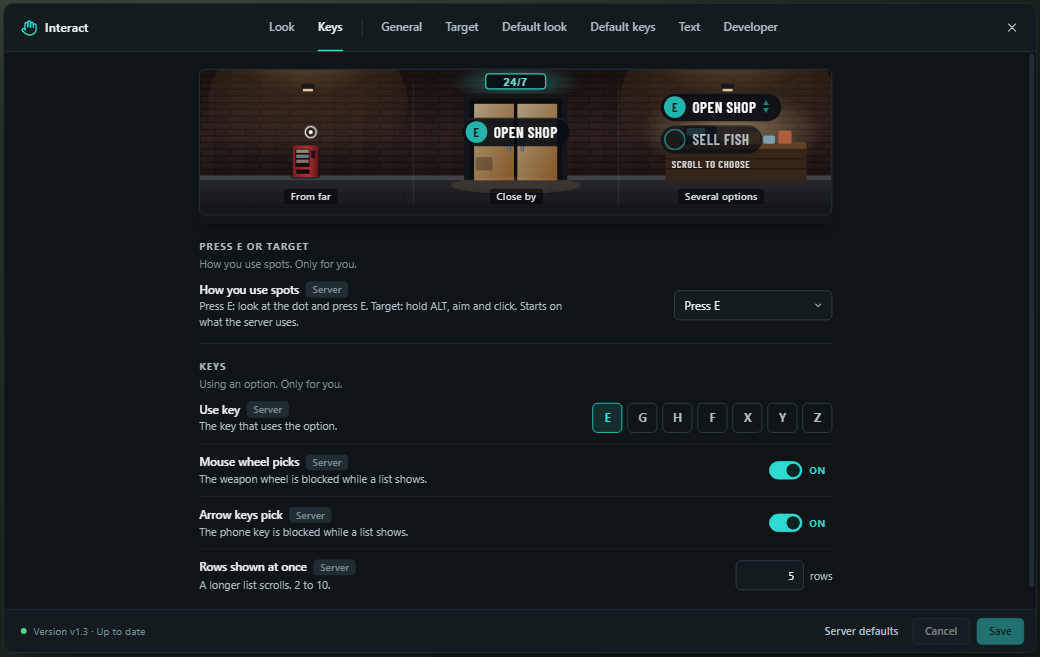 Interact
Look
Keys
General
Target
Default look
Default keys
Text
Developer
24/7
E OPEN SHOP
E OPEN SHOP
SELL FISH
SCROLL TO CHOOSE
From far
Close by
Several options
PRESS E OR TARGET
How you use spots. Only for you.
How you use spots Server
Press E: look at the dot and press E. Target: hold ALT, aim and click. Starts on
what the server uses.
Press E
KEYS
Using an option. Only for you.
Use key Server
The key that uses the option.
E G H F X Y Z
Mouse wheel picks Server
The weapon wheel is blocked while a list shows.
ON
Arrow keys pick Server
The phone key is blocked while a list shows.
ON
Rows shown at once Server
A longer list scrolls. 2 to 10.
5 rows
Version v1.3 · Up to date
Server defaults
Cancel
Save